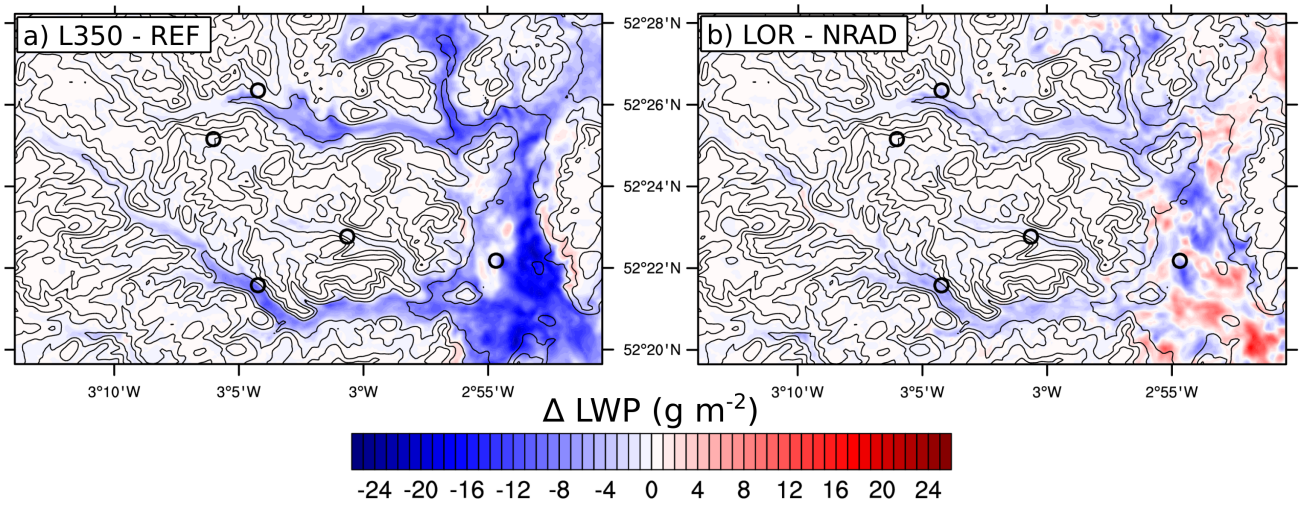 a) L350 - REF
b) LOR - NRAD
52°28'N
52°26'N
52°24'N
52°22'N
52°20'N
3°10'W 3°5'W 3°W 2°55'W 3°10'W 3°5'W 3°W 2°55'W
Δ LWP (g m⁻²)
-24 -20 -16 -12 -8 -4 0 4 8 12 16 20 24